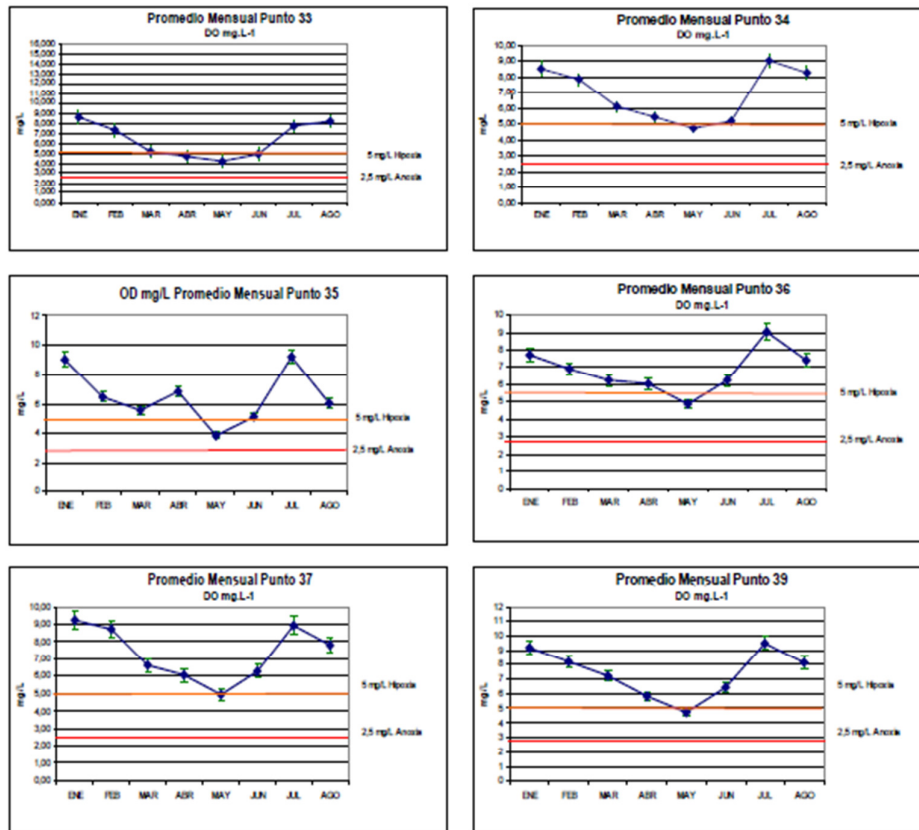 Promedio Mensual Punto 33
DO mg.L-1
16,000
15,000
14,000
13,000
12,000
11,000
10,000
9,000
8,000
7,000
6,000
5,000
4,000
3,000
2,000
1,000
0,000
mg/L
ENE FEB MAR ABR MAY JUN JUL AGO
5 mg/L Hipoxia
2,5 mg/L Anoxia
Promedio Mensual Punto 34
DO mg.L-1
10,00
9,00
8,00
7,00
6,00
5,00
4,00
3,00
2,00
1,00
0,00
mg/L
ENE FEB MAR ABR MAY JUN JUL AGO
5 mg/L Hipoxia
2,5 mg/L Anoxia
OD mg/L Promedio Mensual Punto 35
12
10
8
6
4
2
0
mg/L
ENE FEB MAR ABR MAY JUN JUL AGO
5 mg/L Hipoxia
2,5 mg/L Anoxia
Promedio Mensual Punto 36
DO mg.L-1
10
9
8
7
6
5
4
3
2
1
0
mg/L
ENE FEB MAR ABR MAY JUN JUL AGO
5 mg/L Hipoxia
2,5 mg/L Anoxia
Promedio Mensual Punto 37
DO mg.L-1
10,00
9,00
8,00
7,00
6,00
5,00
4,00
3,00
2,00
1,00
0,00
mg/L
ENE FEB MAR ABR MAY JUN JUL AGO
5 mg/L Hipoxia
2,5 mg/L Anoxia
Promedio Mensual Punto 39
DO mg.L-1
12
11
10
9
8
7
6
5
4
3
2
1
0
mg/L
ENE FEB MAR ABR MAY JUN JUL AGO
5 mg/L Hipoxia
2,5 mg/L Anoxia